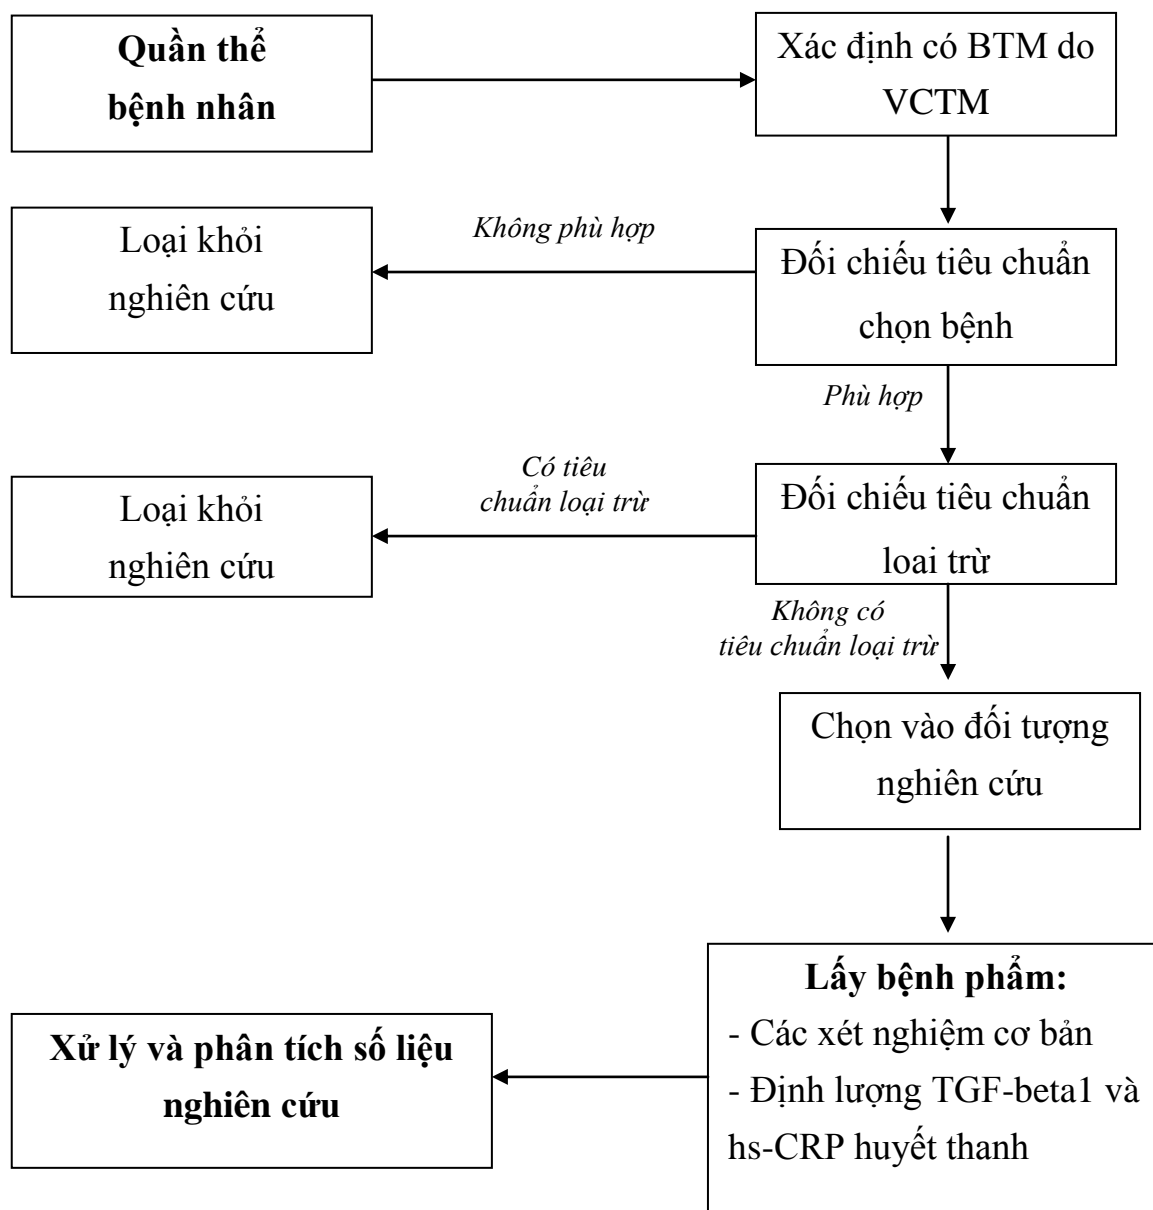 Quần thể
bệnh nhân
Xác định có BTM do
VCTM
Loại khỏi
nghiên cứu
Không phù hợp
Đối chiếu tiêu chuẩn
chọn bệnh
Phù hợp
Loại khỏi
nghiên cứu
Có tiêu
chuẩn loại trừ
Đối chiếu tiêu chuẩn
loai trừ
Không có
tiêu chuẩn loại trừ
Chọn vào đối tượng
nghiên cứu
Lấy bệnh phẩm:
- Các xét nghiệm cơ bản
- Định lượng TGF-beta1 và
hs-CRP huyết thanh
Xử lý và phân tích số liệu
nghiên cứu